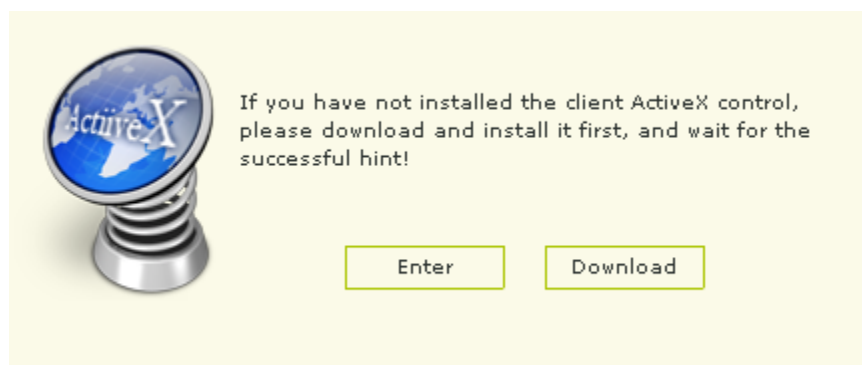 Actiive X
If you have not installed the client ActiveX control,
please download and install it first, and wait for the
successful hint!
Enter
Download